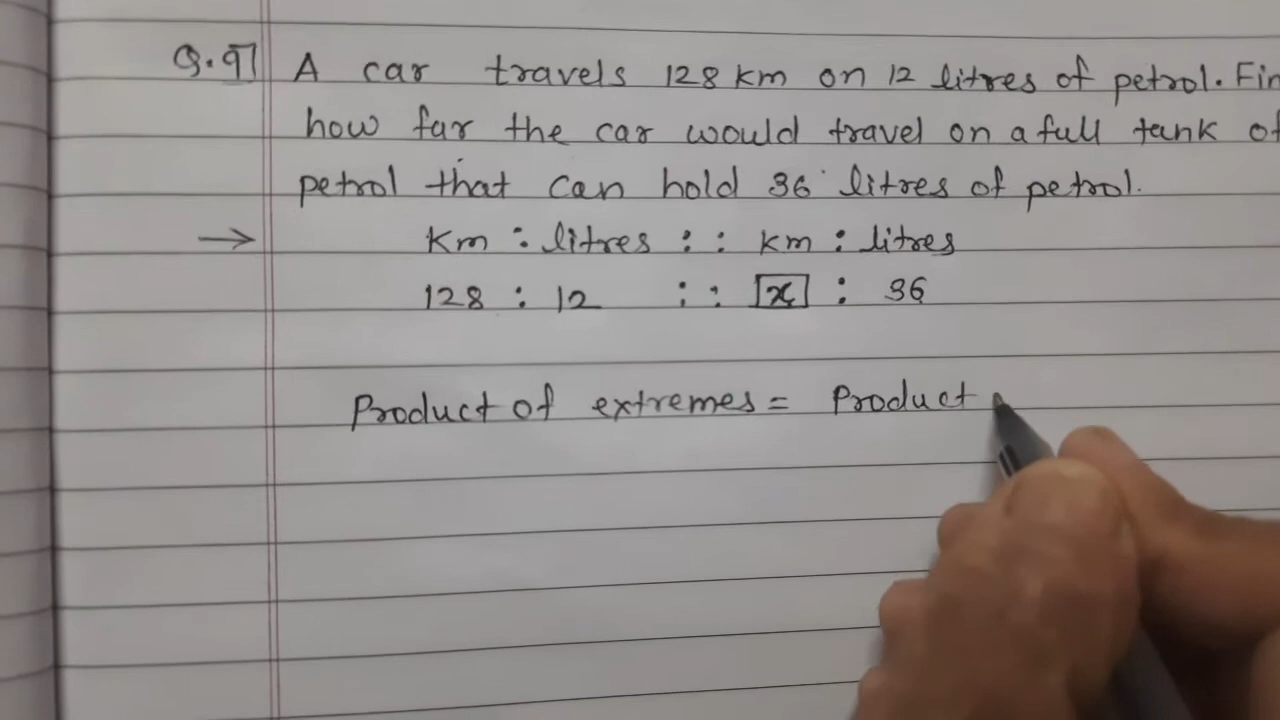 Q.9] A car travels 128 km on 12 litres of petrol. Fin
how far the car would travel on a full tank of
petrol that can hold 36 litres of petrol.
→ Km : litres : : km : litres
128 : 12 : : x : 36
Product of extremes = Product